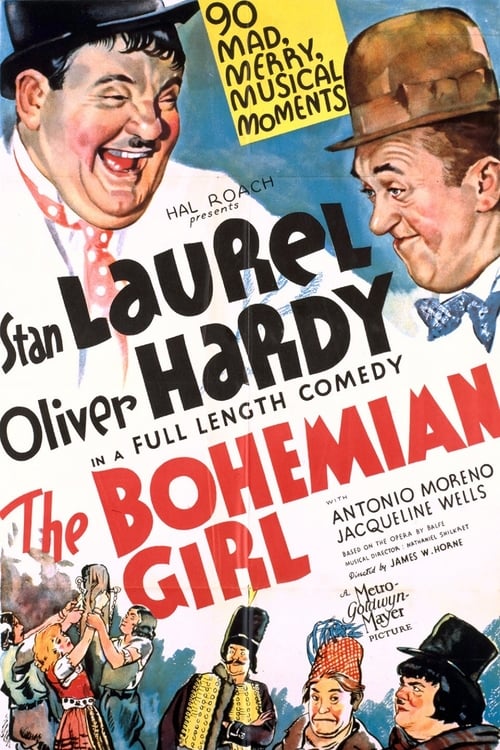 90
MAD,
MERRY,
MUSICAL
MOMENTS
HAL ROACH
presents
Stan LAUREL
Oliver HARDY
IN A FULL LENGTH COMEDY
The BOHEMIAN
GIRL
WITH
ANTONIO MORENO
JACQUELINE WELLS
BASED ON THE OPERA BY BALFE
MUSICAL DIRECTOR: NATHANIEL SHILKRET
Directed by JAMES W. HORNE
A Metro-
Goldwyn-
Mayer
PICTURE